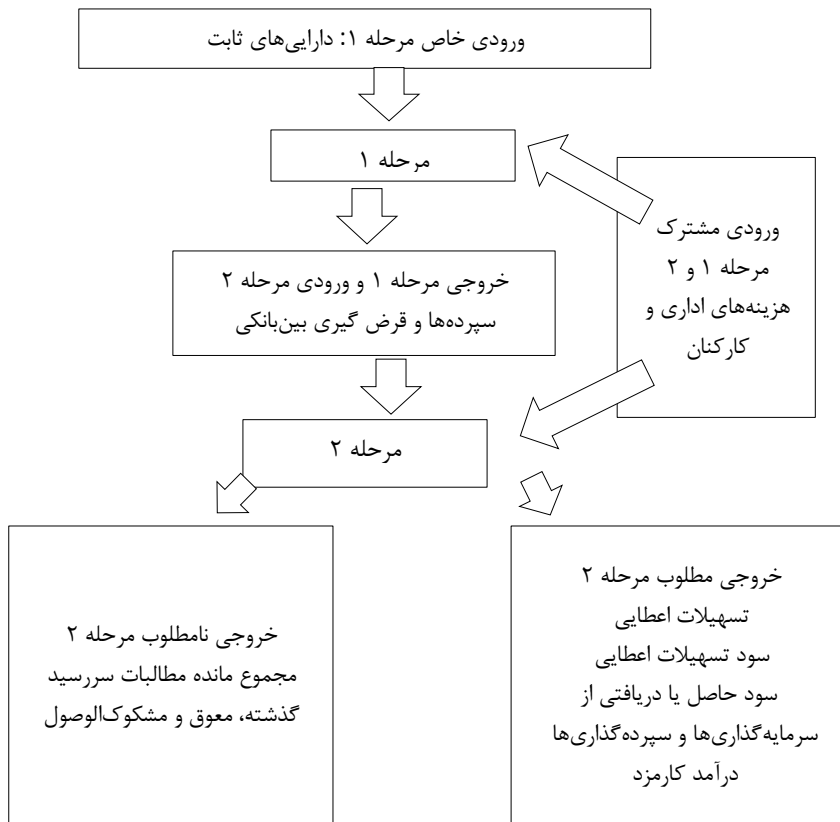 ورودی خاص مرحله ۱: دارایی‌های ثابت
مرحله ۱
ورودی مشترک
مرحله ۱ و ۲
هزینه‌های اداری و
کارکنان
خروجی مرحله ۱ و ورودی مرحله ۲
سپرده‌ها و قرض گیری بین‌بانکی
مرحله ۲
خروجی مطلوب مرحله ۲
تسهیلات اعطایی
سود تسهیلات اعطایی
سود حاصل یا دریافتی از
سرمایه‌گذاری‌ها و سپرده‌گذاری‌ها
درآمد کارمزد
خروجی نامطلوب مرحله ۲
مجموع مانده مطالبات سررسید
گذشته، معوق و مشکوک‌الوصول